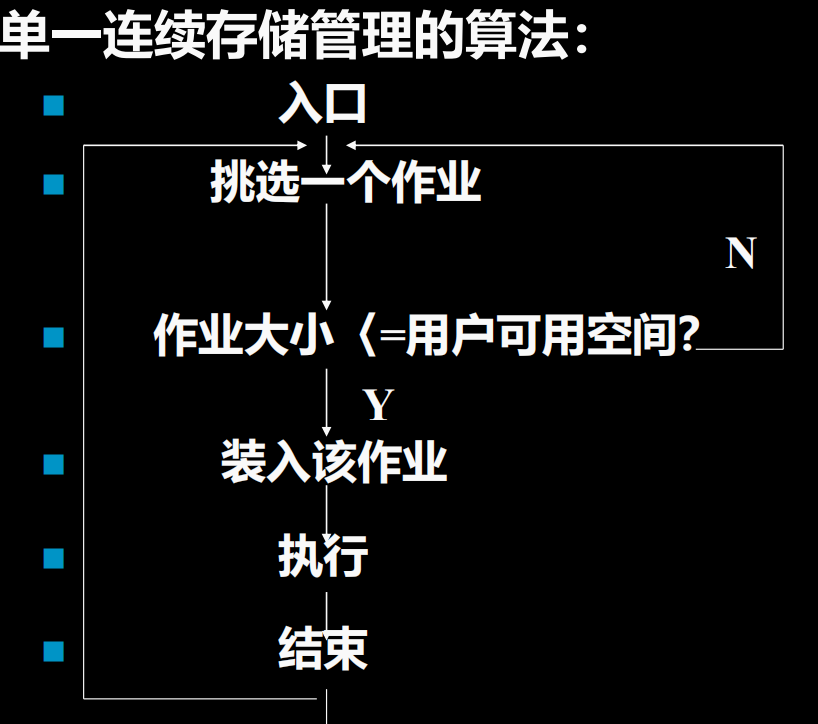 单一连续存储管理的算法：
入口
挑选一个作业
N
作业大小〈=用户可用空间?
Y
装入该作业
执行
结束